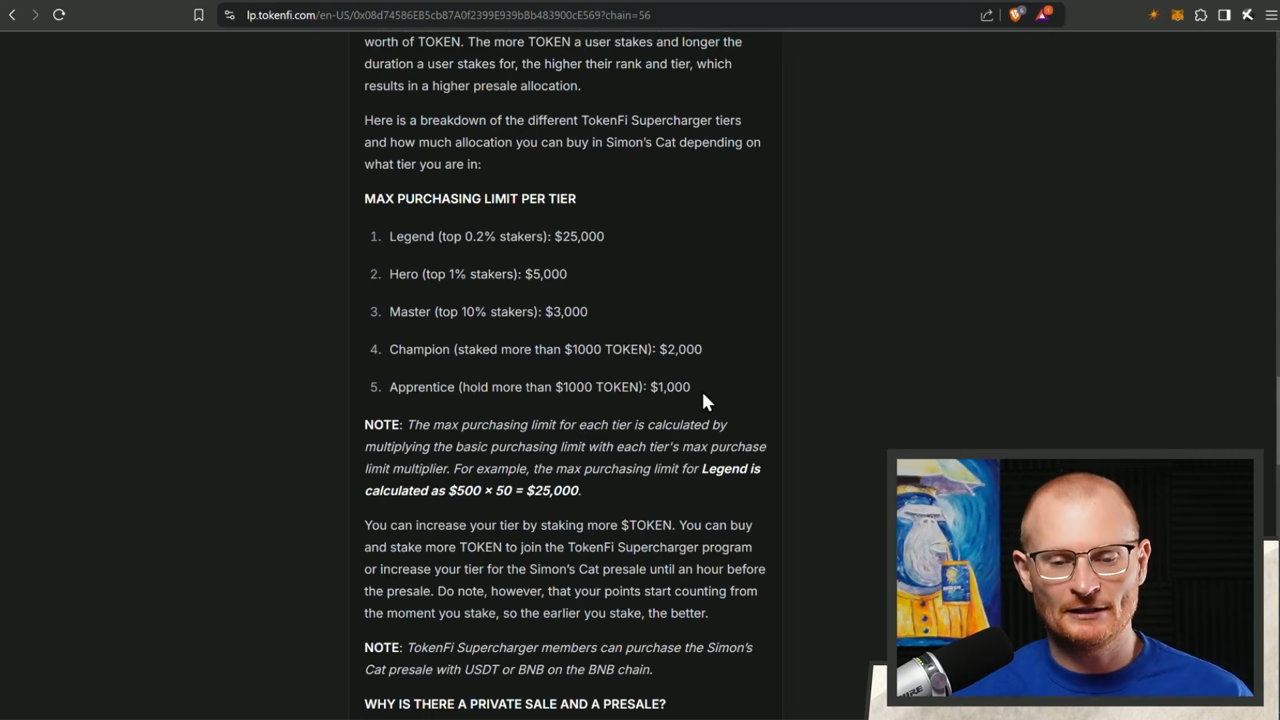 lp.tokenfi.com/en-US/0x08d74586EB5cb87A0f2399E939bBb483900cE569?chain=56
worth of TOKEN. The more TOKEN a user stakes and longer the
duration a user stakes for, the higher their rank and tier, which
results in a higher presale allocation.
Here is a breakdown of the different TokenFi Supercharger tiers
and how much allocation you can buy in Simon's Cat depending on
what tier you are in:
MAX PURCHASING LIMIT PER TIER
1. Legend (top 0.2% stakers): $25,000
2. Hero (top 1% stakers): $5,000
3. Master (top 10% stakers): $3,000
4. Champion (staked more than $1000 TOKEN): $2,000
5. Apprentice (hold more than $1000 TOKEN): $1,000
NOTE: The max purchasing limit for each tier is calculated by
multiplying the basic purchasing limit with each tier's max purchase
limit multiplier. For example, the max purchasing limit for Legend is
calculated as $500 × 50 = $25,000.
You can increase your tier by staking more $TOKEN. You can buy
and stake more TOKEN to join the TokenFi Supercharger program
or increase your tier for the Simon's Cat presale until an hour before
the presale. Do note, however, that your points start counting from
the moment you stake, so the earlier you stake, the better.
NOTE: TokenFi Supercharger members can purchase the Simon's
Cat presale with USDT or BNB on the BNB chain.
WHY IS THERE A PRIVATE SALE AND A PRESALE?